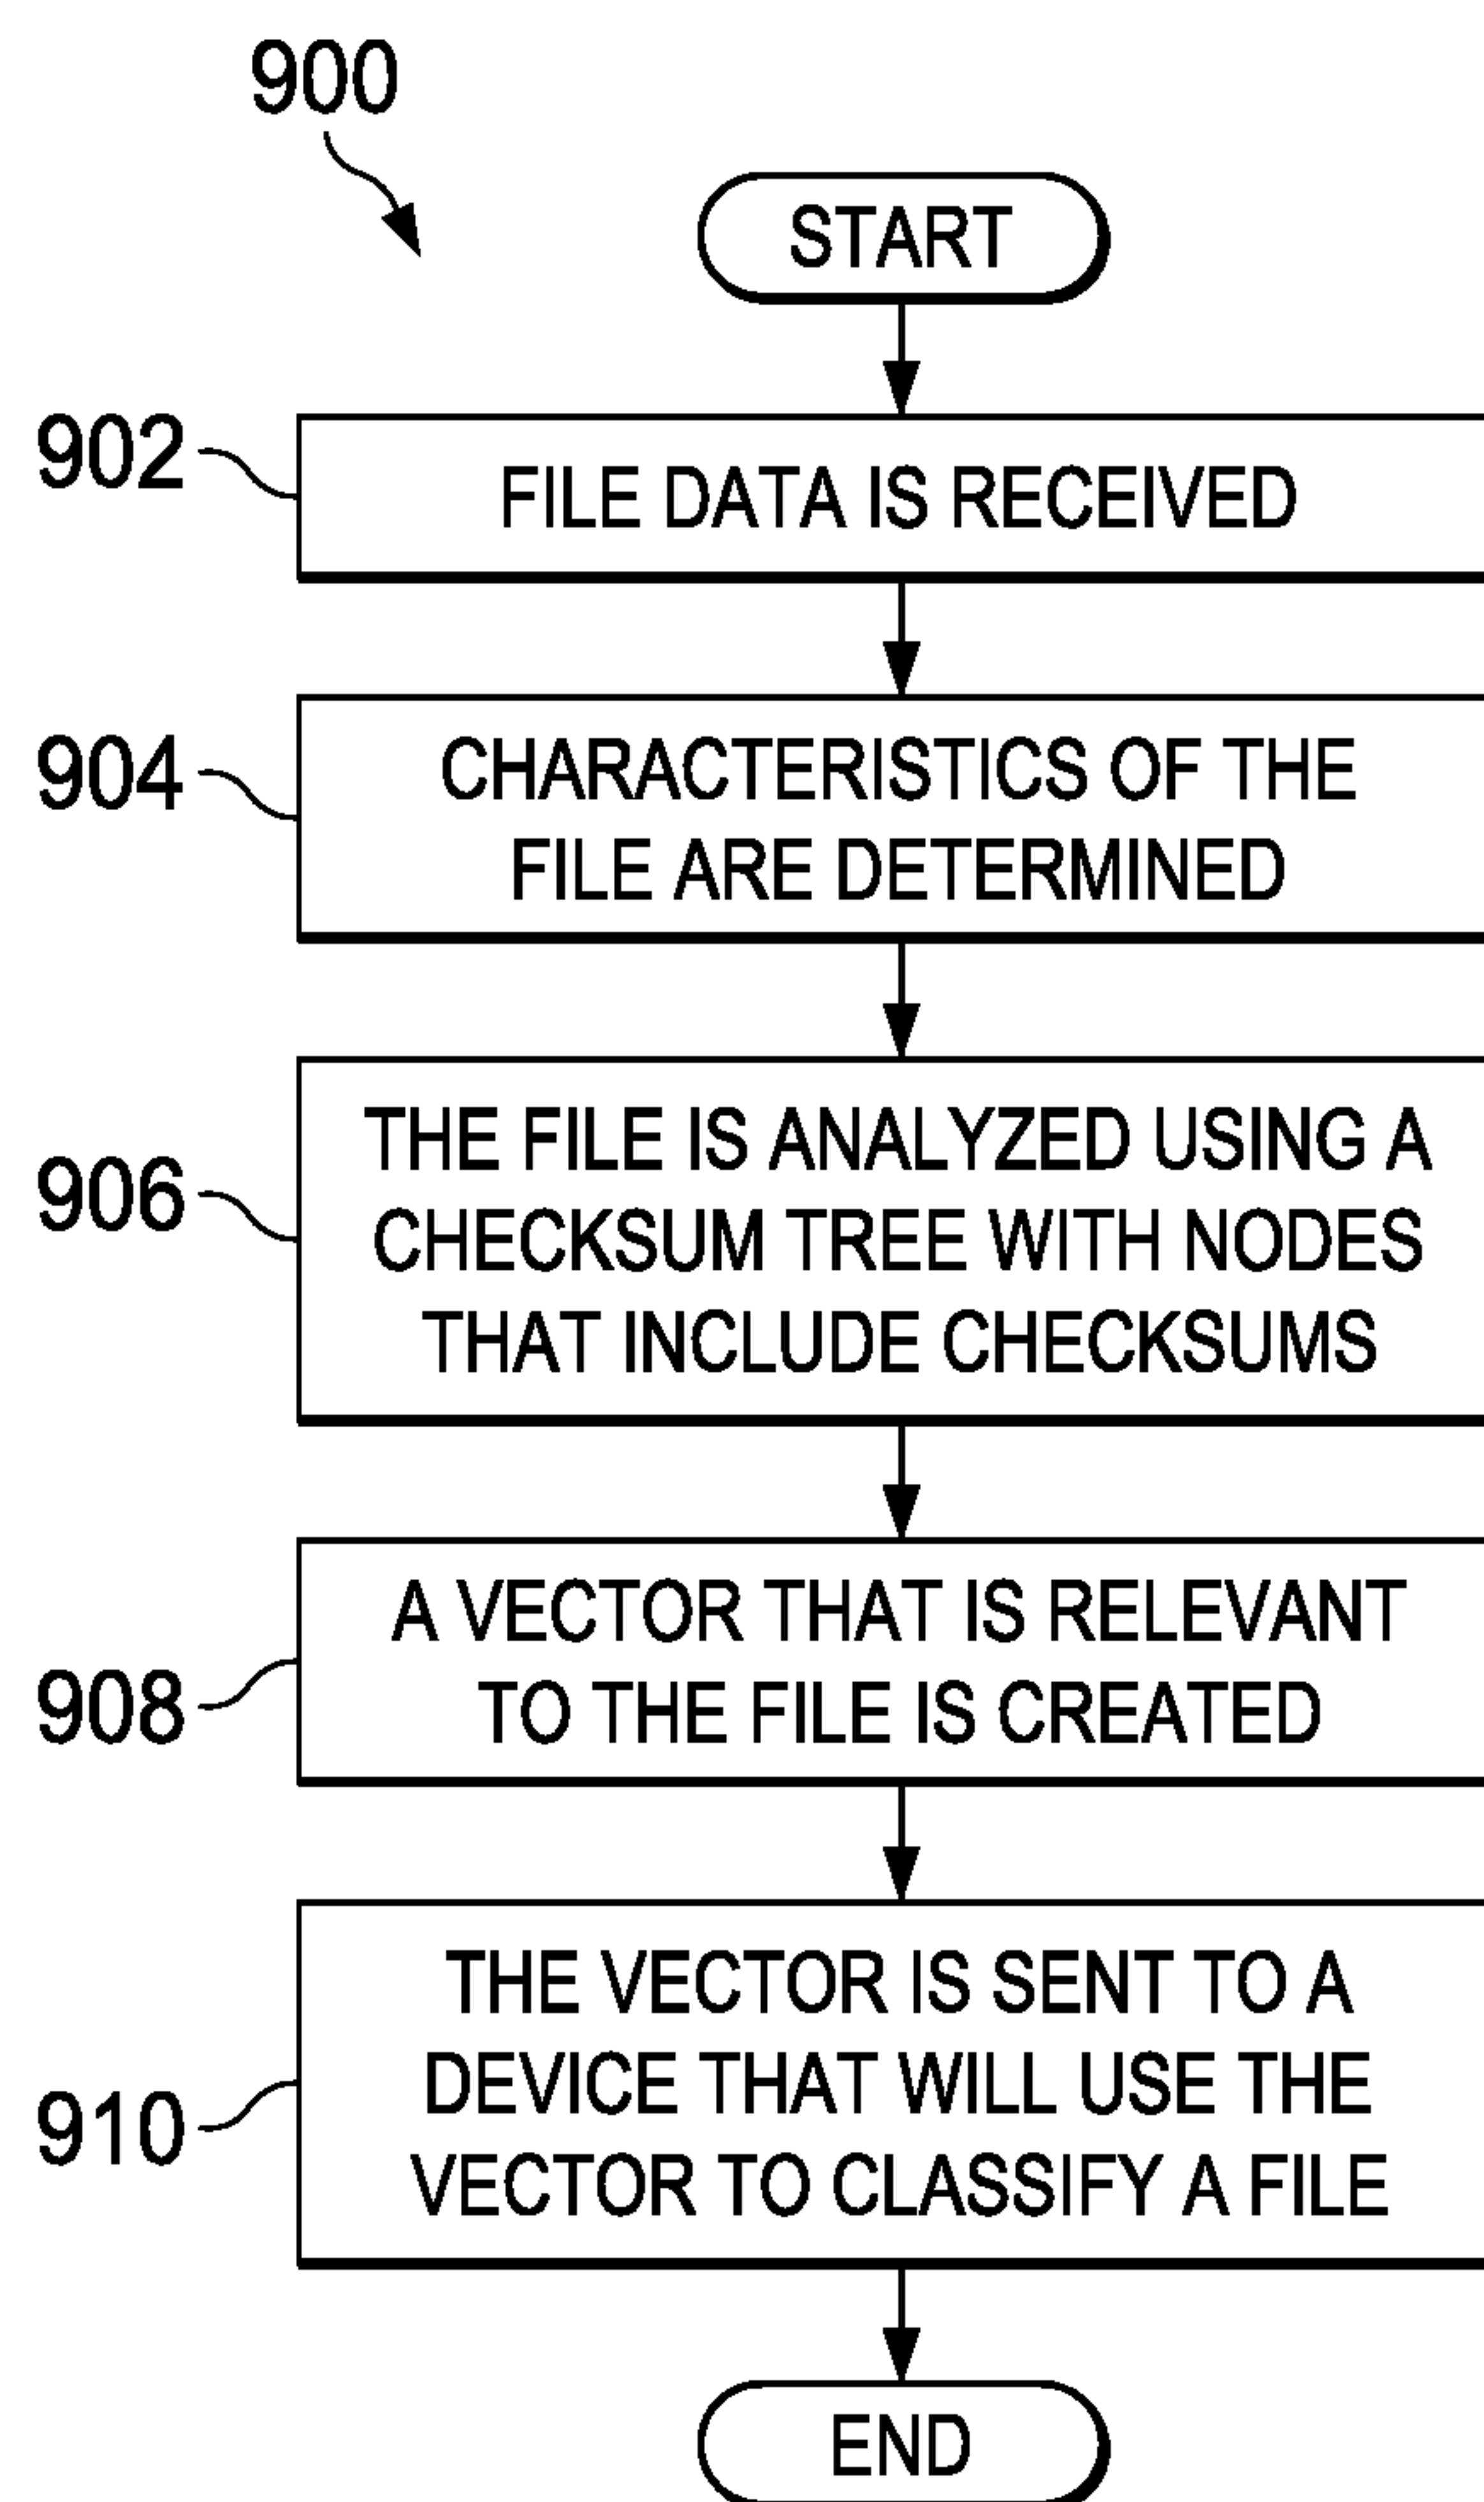 900
START
902
FILE DATA IS RECEIVED
904
CHARACTERISTICS OF THE
FILE ARE DETERMINED
906
THE FILE IS ANALYZED USING A
CHECKSUM TREE WITH NODES
THAT INCLUDE CHECKSUMS
908
A VECTOR THAT IS RELEVANT
TO THE FILE IS CREATED
910
THE VECTOR IS SENT TO A
DEVICE THAT WILL USE THE
VECTOR TO CLASSIFY A FILE
END